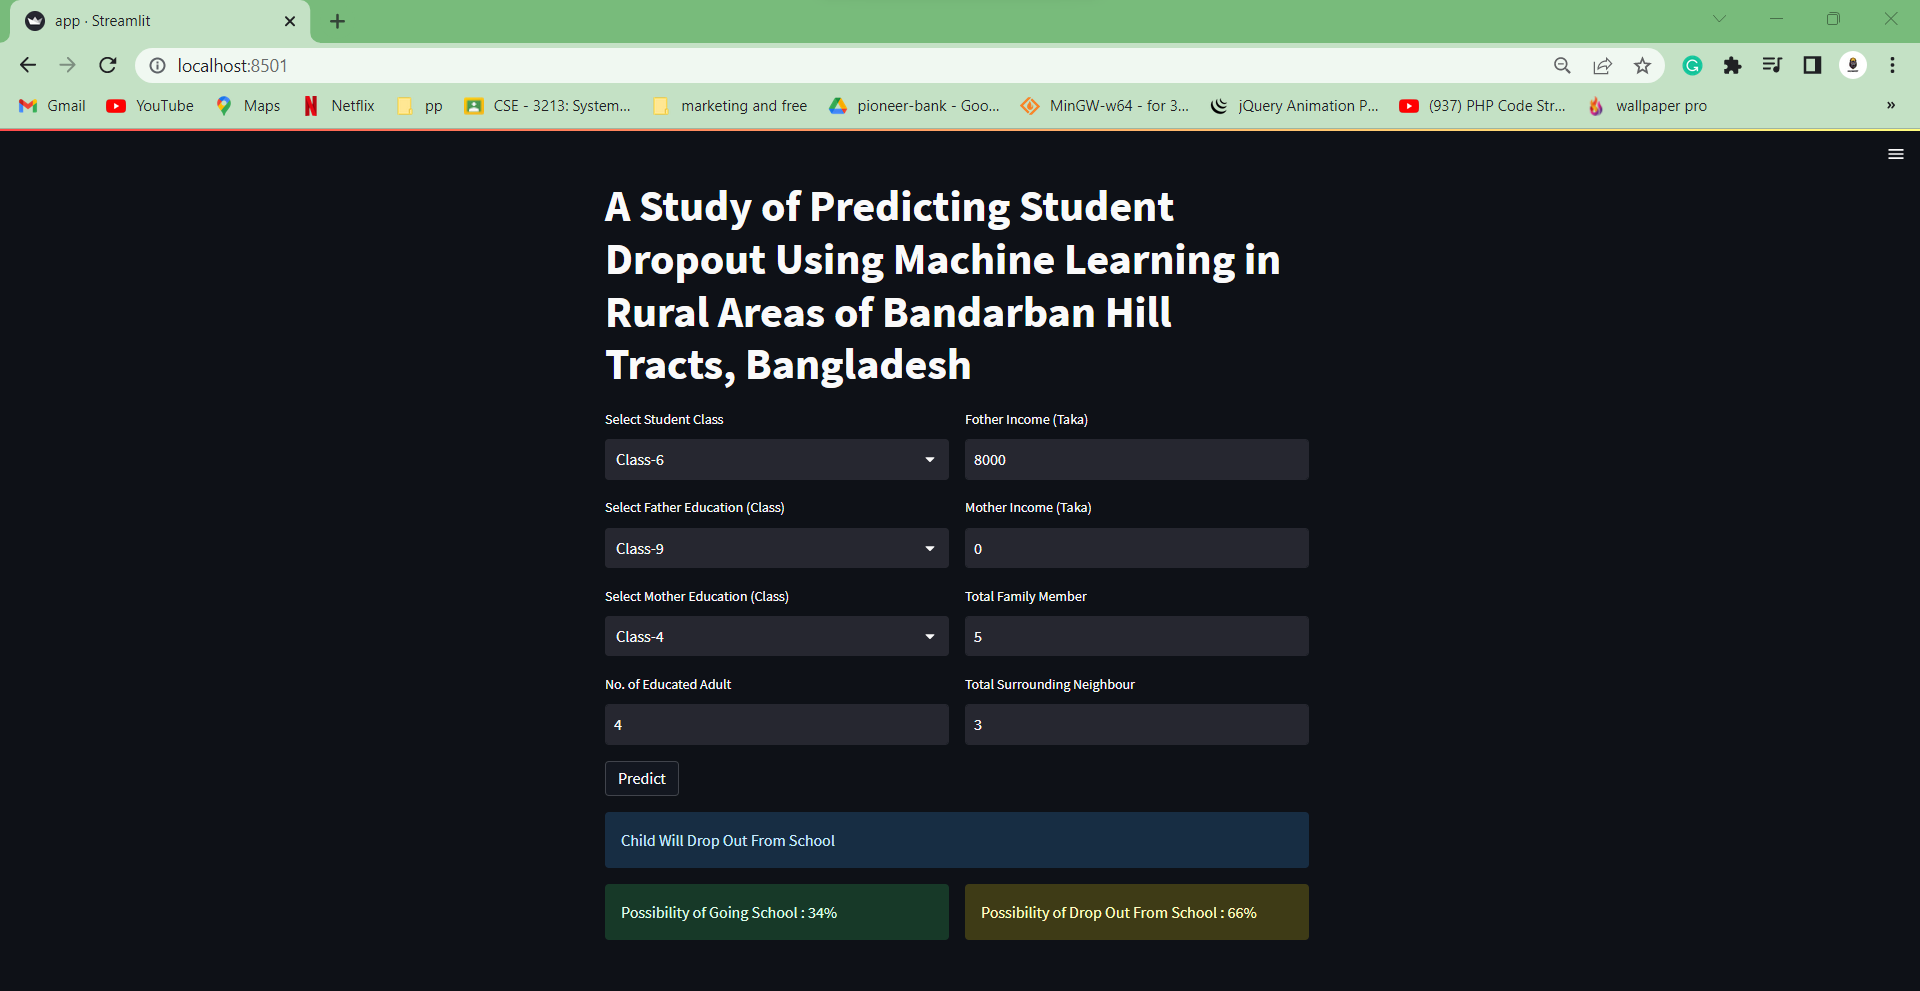 app · Streamlit
localhost:8501
Gmail
YouTube
Maps
Netflix
pp
CSE - 3213: System...
marketing and free
pioneer-bank - Goo...
MinGW-w64 - for 3...
jQuery Animation P...
(937) PHP Code Str...
wallpaper pro
»
A Study of Predicting Student
Dropout Using Machine Learning in
Rural Areas of Bandarban Hill
Tracts, Bangladesh
Select Student Class
Fother Income (Taka)
Class-6
8000
Select Father Education (Class)
Mother Income (Taka)
Class-9
0
Select Mother Education (Class)
Total Family Member
Class-4
5
No. of Educated Adult
Total Surrounding Neighbour
4
3
Predict
Child Will Drop Out From School
Possibility of Going School : 34%
Possibility of Drop Out From School : 66%